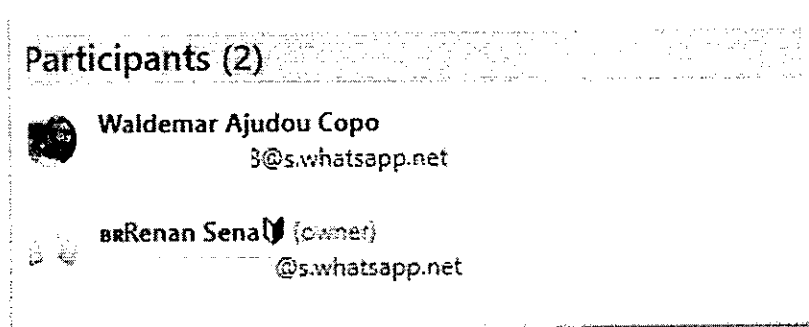 Participants (2)
Waldemar Ajudou Copo
@s.whatsapp.net
BRRenan Sena🔰 (owner)
@s.whatsapp.net